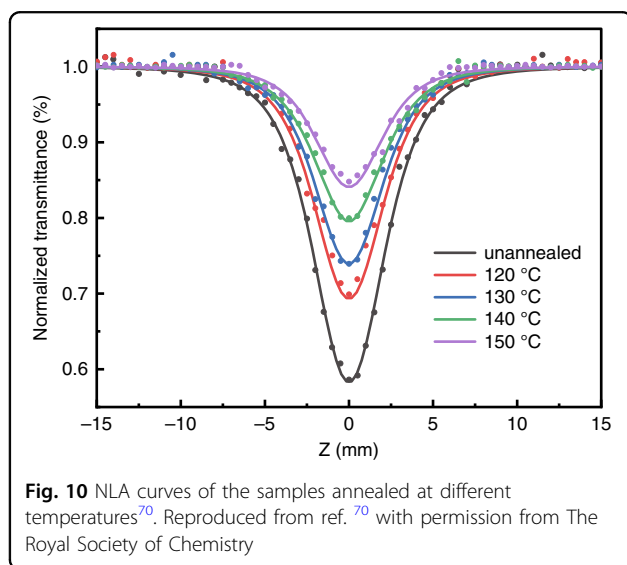 1.0
0.9
0.8
0.7
0.6
Normalized transmittance (%)
unannealed
120 °C
130 °C
140 °C
150 °C
–15 –10 –5 0 5 10 15
Z (mm)
Fig. 10 NLA curves of the samples annealed at different
temperatures70. Reproduced from ref. 70 with permission from The
Royal Society of Chemistry